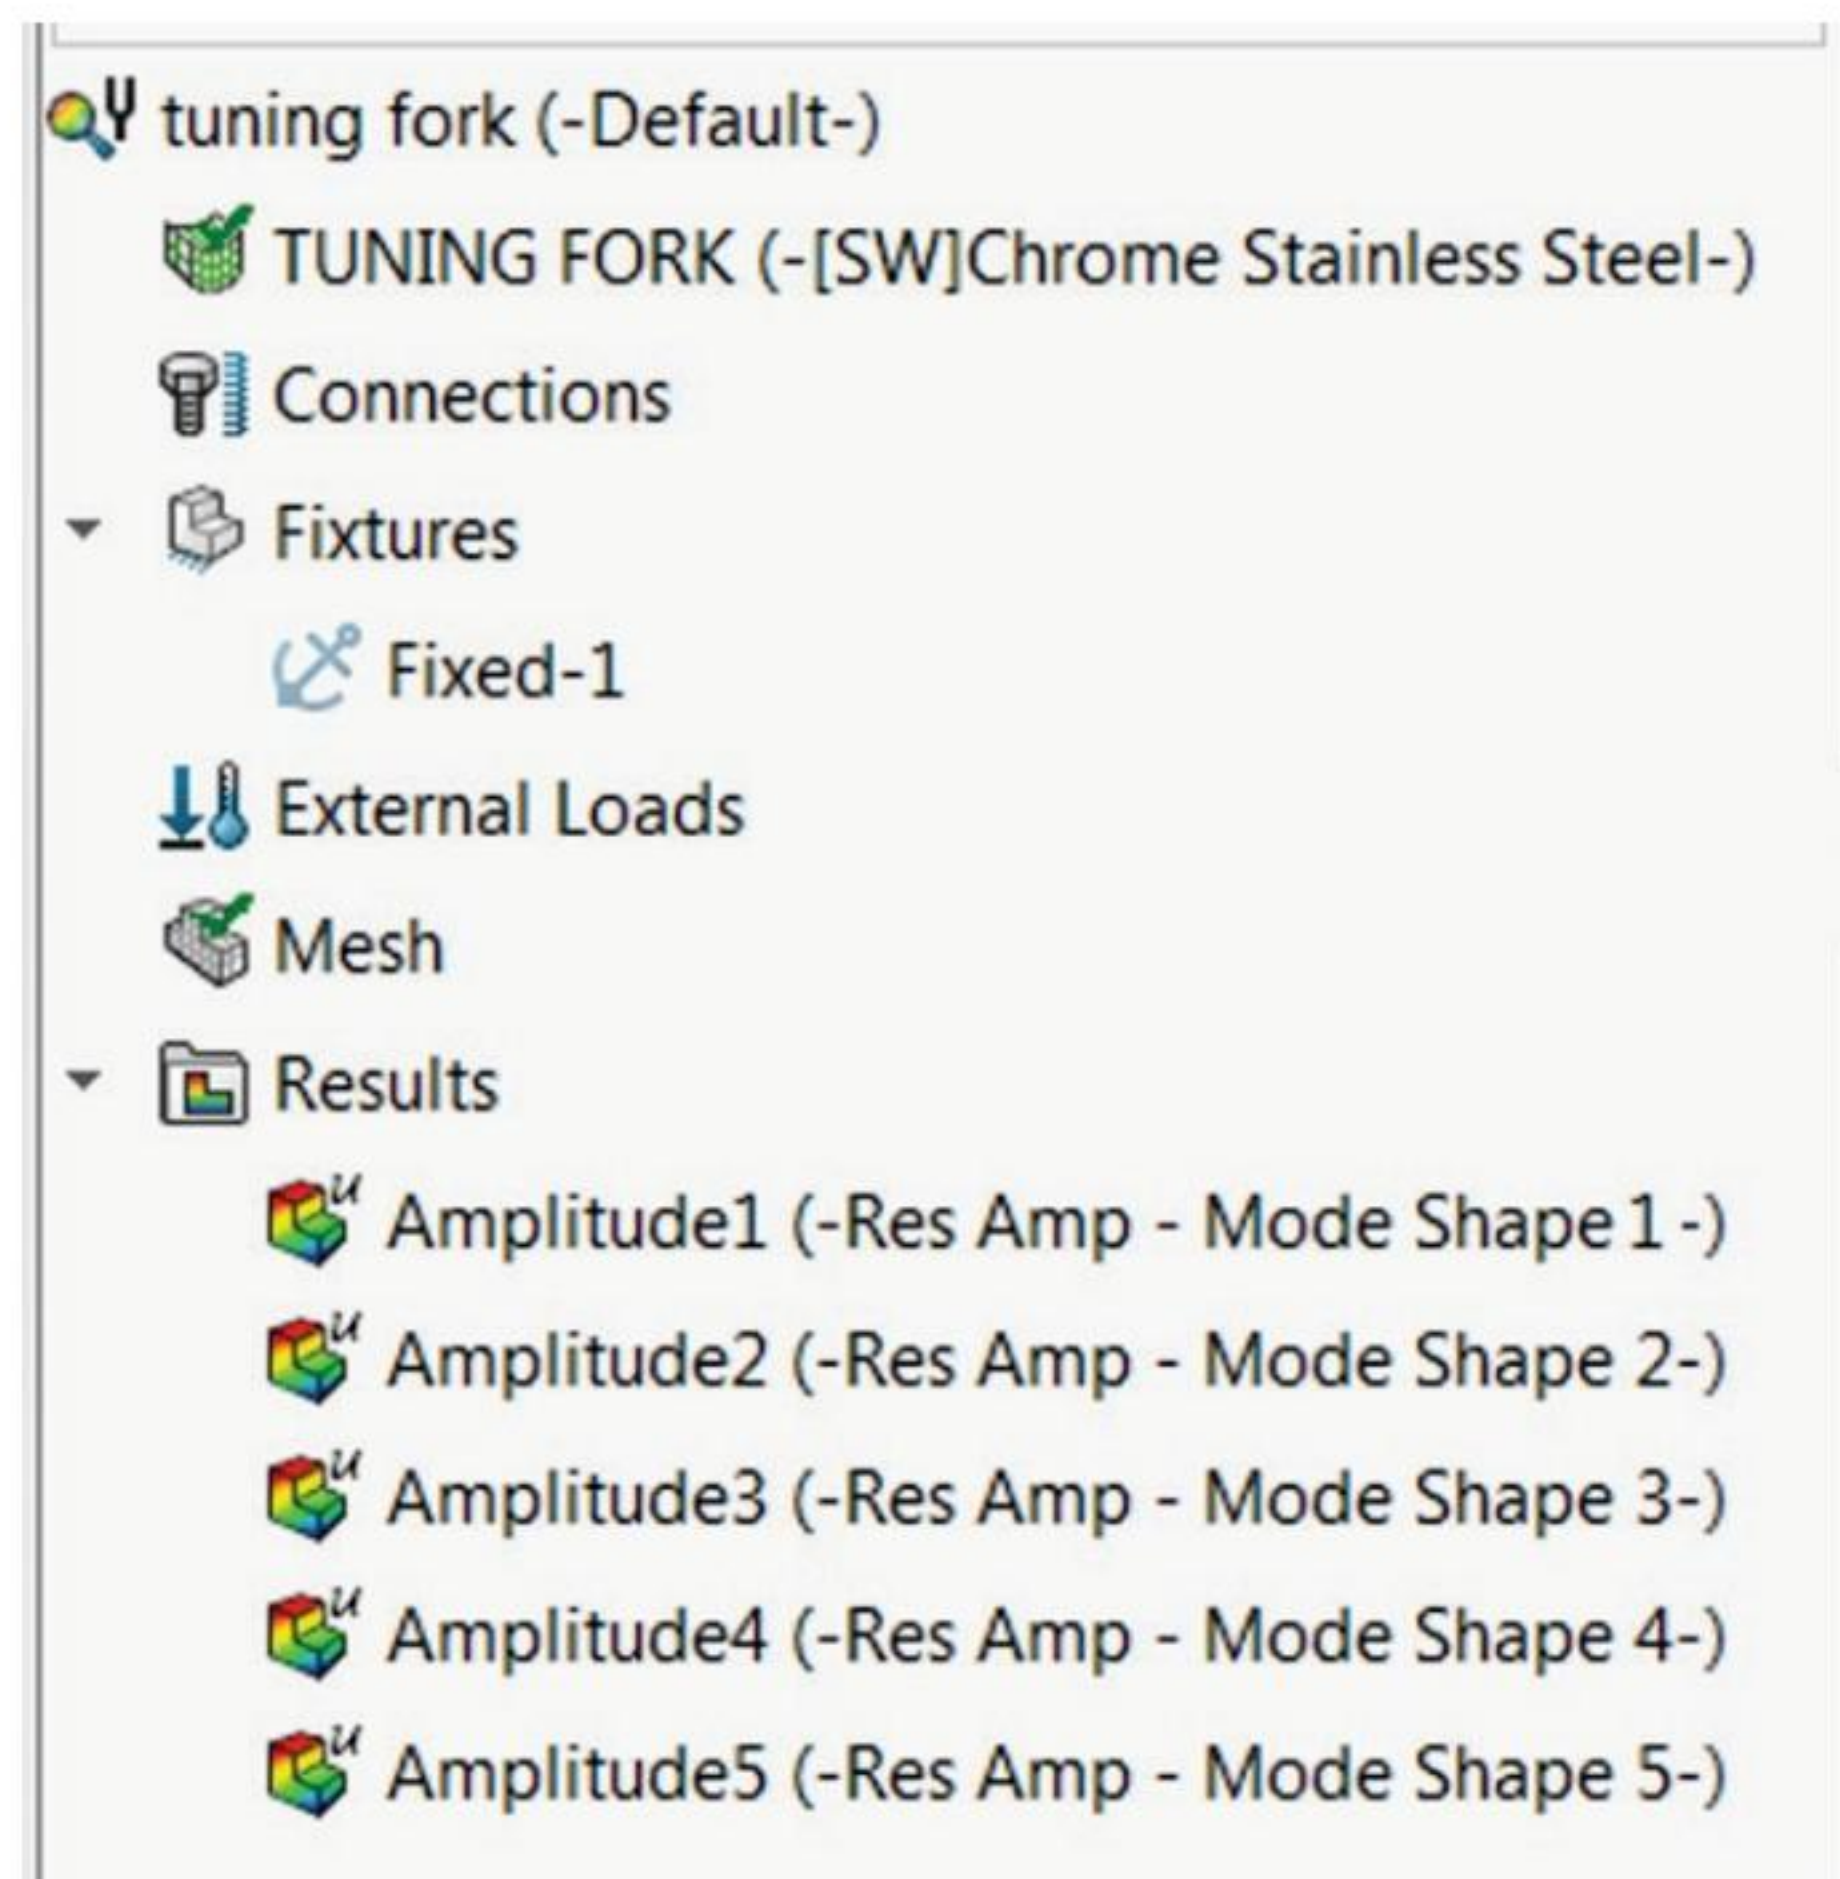 tuning fork (-Default-)
TUNING FORK (-[SW]Chrome Stainless Steel-)
Connections
Fixtures
Fixed-1
External Loads
Mesh
Results
Amplitude1 (-Res Amp - Mode Shape 1 -)
Amplitude2 (-Res Amp - Mode Shape 2-)
Amplitude3 (-Res Amp - Mode Shape 3-)
Amplitude4 (-Res Amp - Mode Shape 4-)
Amplitude5 (-Res Amp - Mode Shape 5-)